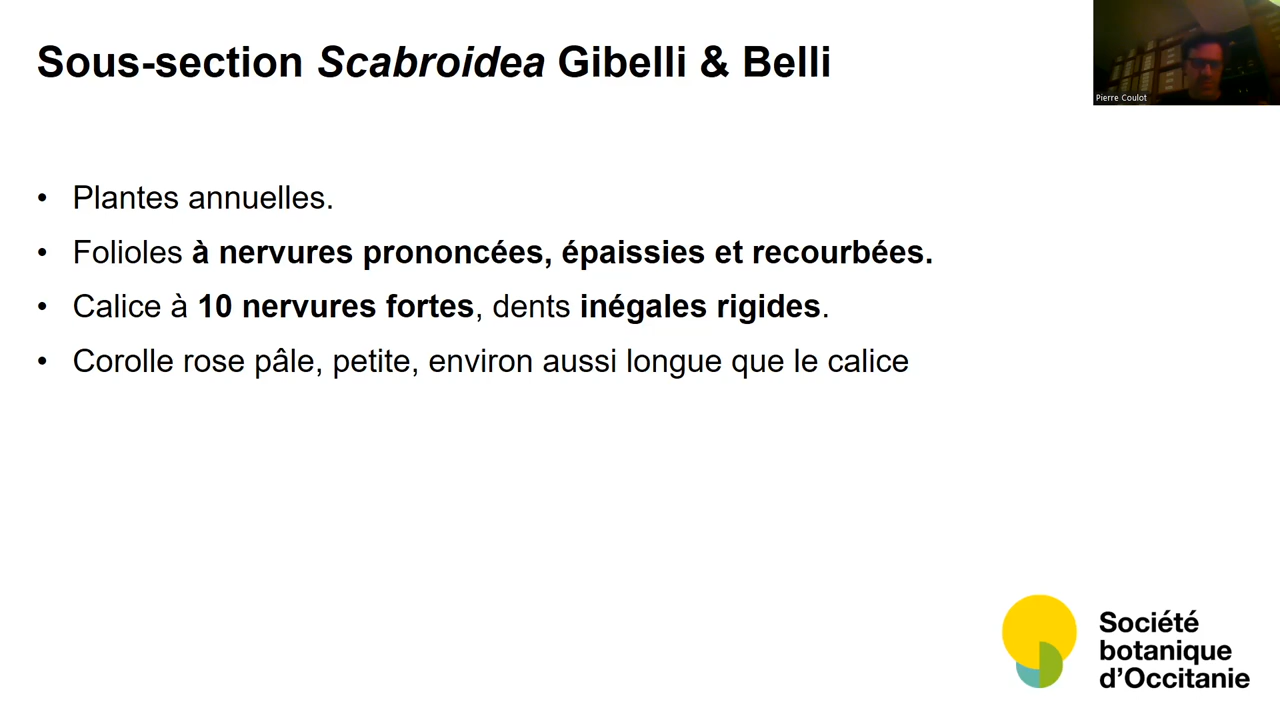 Sous-section Scabroidea Gibelli & Belli
Pierre Coulot
• Plantes annuelles.
• Folioles à nervures prononcées, épaissies et recourbées.
• Calice à 10 nervures fortes, dents inégales rigides.
• Corolle rose pâle, petite, environ aussi longue que le calice
Société
botanique
d’Occitanie